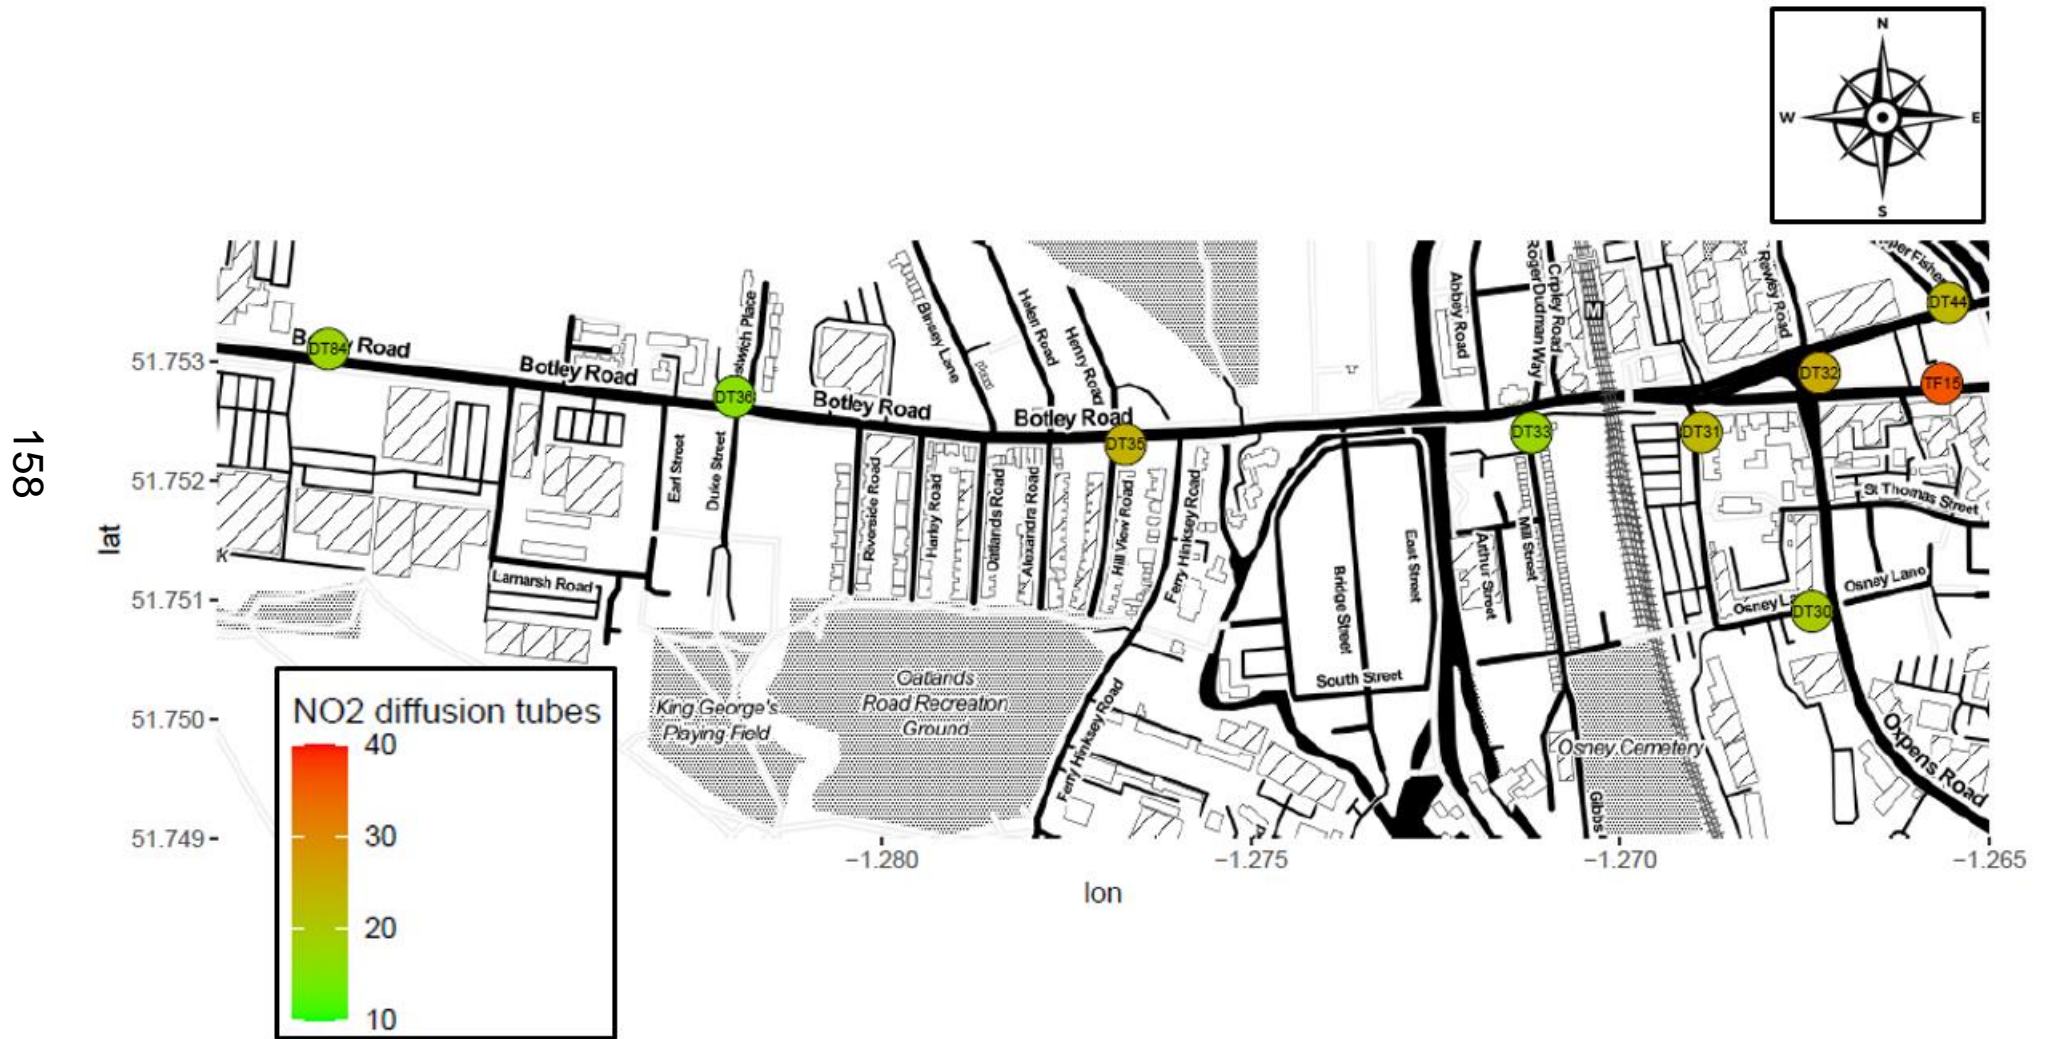 N
W
E
S
158
lat
51.753
51.752
51.751
51.750
51.749
−1.280
−1.275
−1.270
−1.265
lon
NO2 diffusion tubes
40
30
20
10
DT84
Road
Botley Road
DT36
Botley Road
Botley Road
DT35
DT33
DT31
DT32
TF15
DT44
DT30
Earl Street
Duke Street
Binsey Lane
Helen Road
Henry Road
Abbey Road
Roger Dudman Way
Cripley Road
M
Rewley Road
Riverside Road
Harley Road
Oatlands Road
Alexandra Road
Hill View Road
Ferry Hinksey Road
Ferry Hinksey Road
Bridge Street
East Street
South Street
Arthur Street
Mill Street
St Thomas Street
Osney Lane
Osney
Oxpens Road
Lamarsh Road
King George's
Playing Field
Oatlands
Road Recreation
Ground
Osney Cemetery
Gibbs